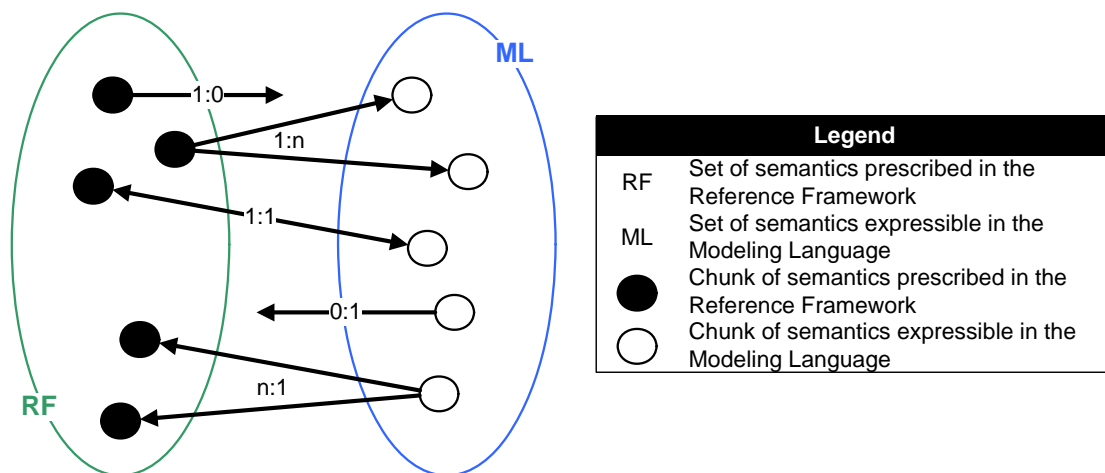 ML
1:0
1:n
1:1
0:1
n:1
RF
Legend
RF
Set of semantics prescribed in the
Reference Framework
ML
Set of semantics expressible in the
Modeling Language
Chunk of semantics prescribed in the
Reference Framework
Chunk of semantics expressible in the
Modeling Language